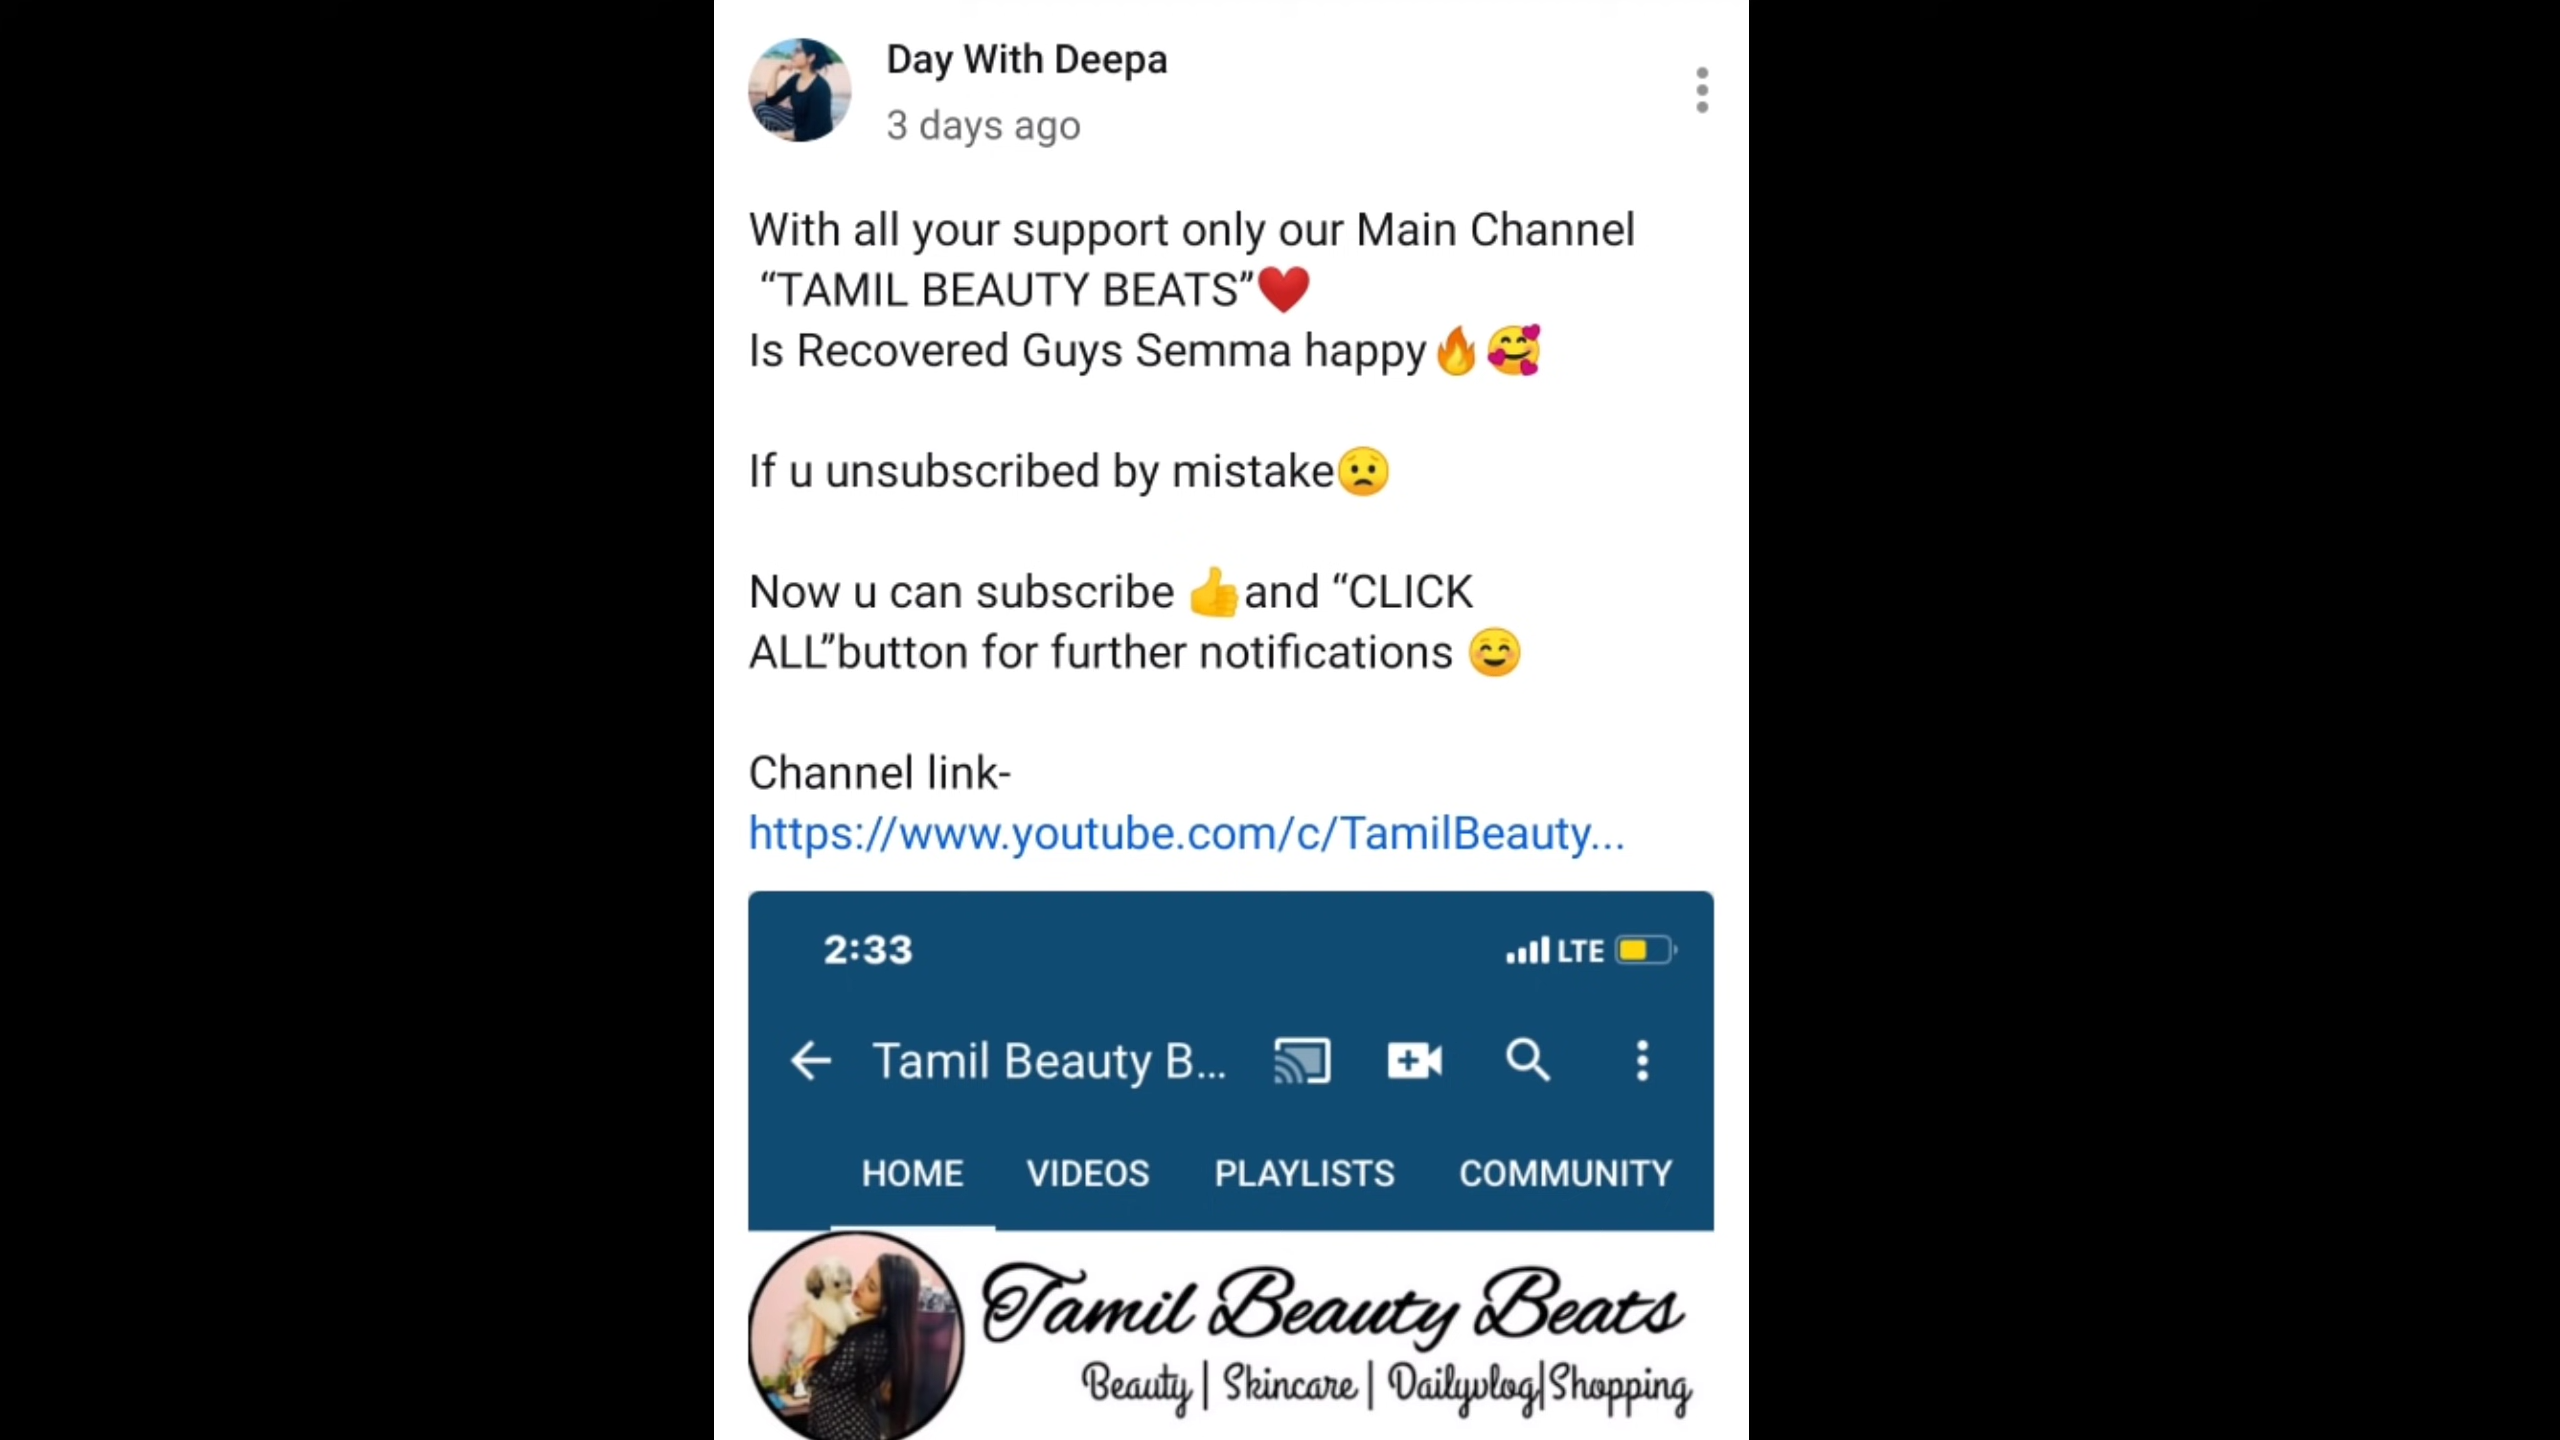 Day With Deepa
3 days ago
With all your support only our Main Channel
“TAMIL BEAUTY BEATS”❤️
Is Recovered Guys Semma happy🔥🥰
If u unsubscribed by mistake😟
Now u can subscribe 👍and “CLICK
ALL”button for further notifications ☺️
Channel link-
https://www.youtube.com/c/TamilBeauty...
2:33 LTE
Tamil Beauty B...
HOME VIDEOS PLAYLISTS COMMUNITY
Tamil Beauty Beats
Beauty | Skincare | Dailyvlog|Shopping